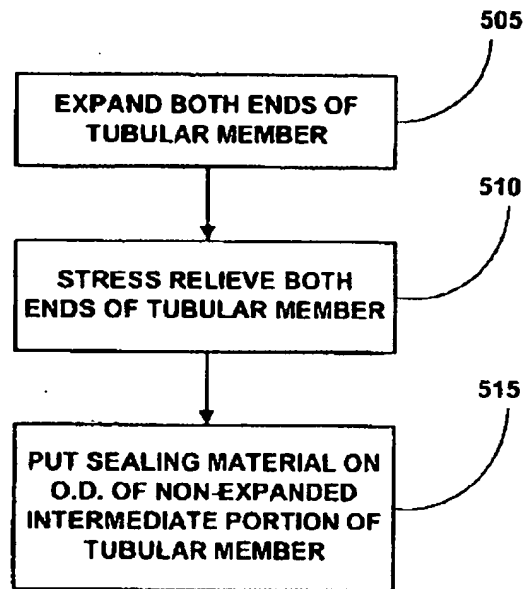 505
EXPAND BOTH ENDS OF
TUBULAR MEMBER
510
STRESS RELIEVE BOTH
ENDS OF TUBULAR MEMBER
515
PUT SEALING MATERIAL ON
O.D. OF NON-EXPANDED
INTERMEDIATE PORTION OF
TUBULAR MEMBER